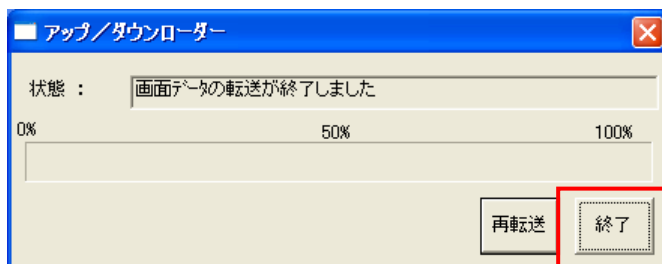 アップ／ダウンローダー
状態 ： 画面ﾃﾞｰﾀの転送が終了しました
0% 50% 100%
再転送 終了